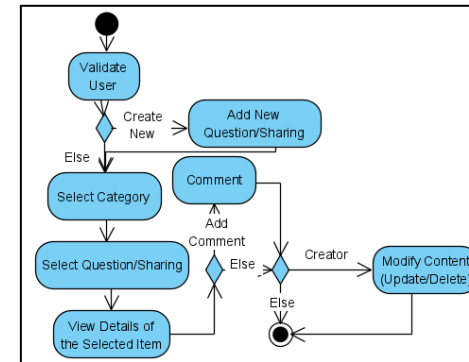 Validate
User
Create
New
Add New
Question/Sharing
Else
Select Category
Comment
Add
Comment
Select Question/Sharing
Else
Creator
Modify Content
(Update/Delete)
Else
View Details of
the Selected Item